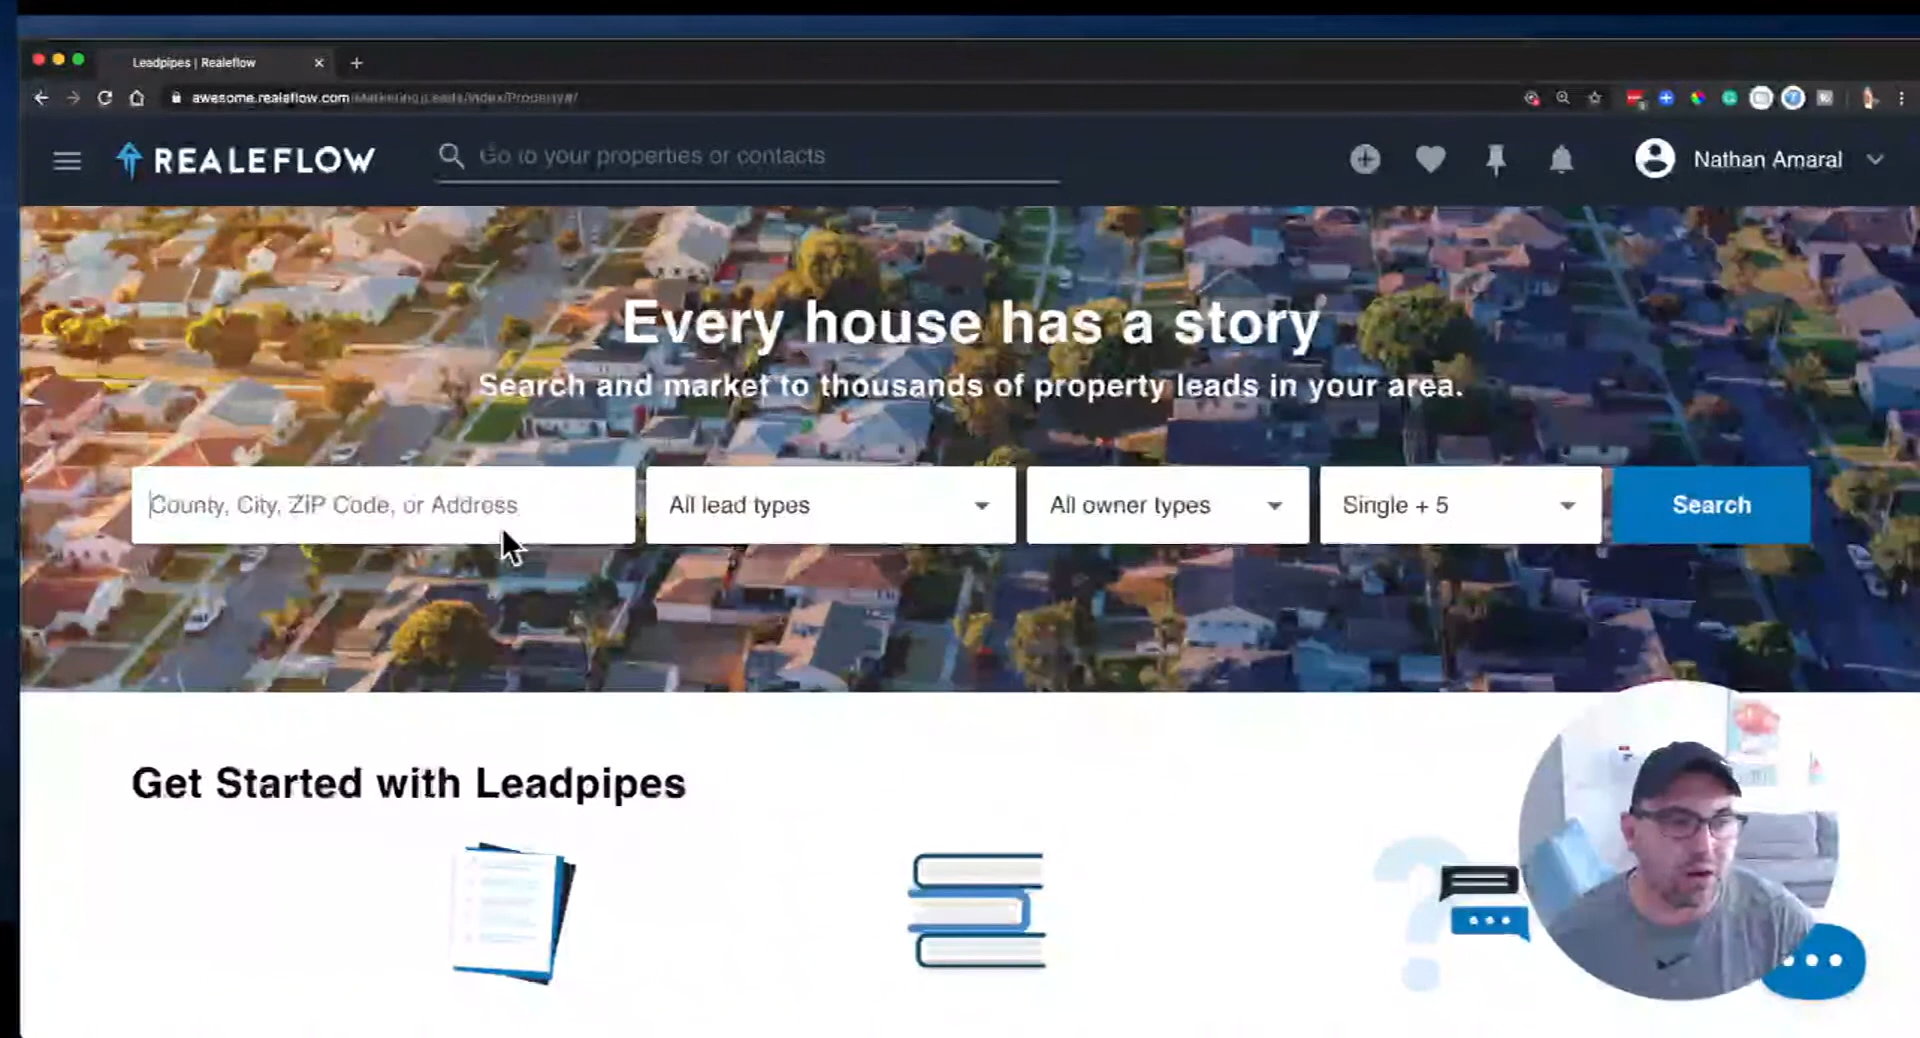 Leadpipes | Realeflow
awesome.realeflow.com/Marketing
REALEFLOW
Go to your properties or contacts
Nathan Amaral
Every house has a story
Search and market to thousands of property leads in your area.
County, City, ZIP Code, or Address
All lead types
All owner types
Single + 5
Search
Get Started with Leadpipes